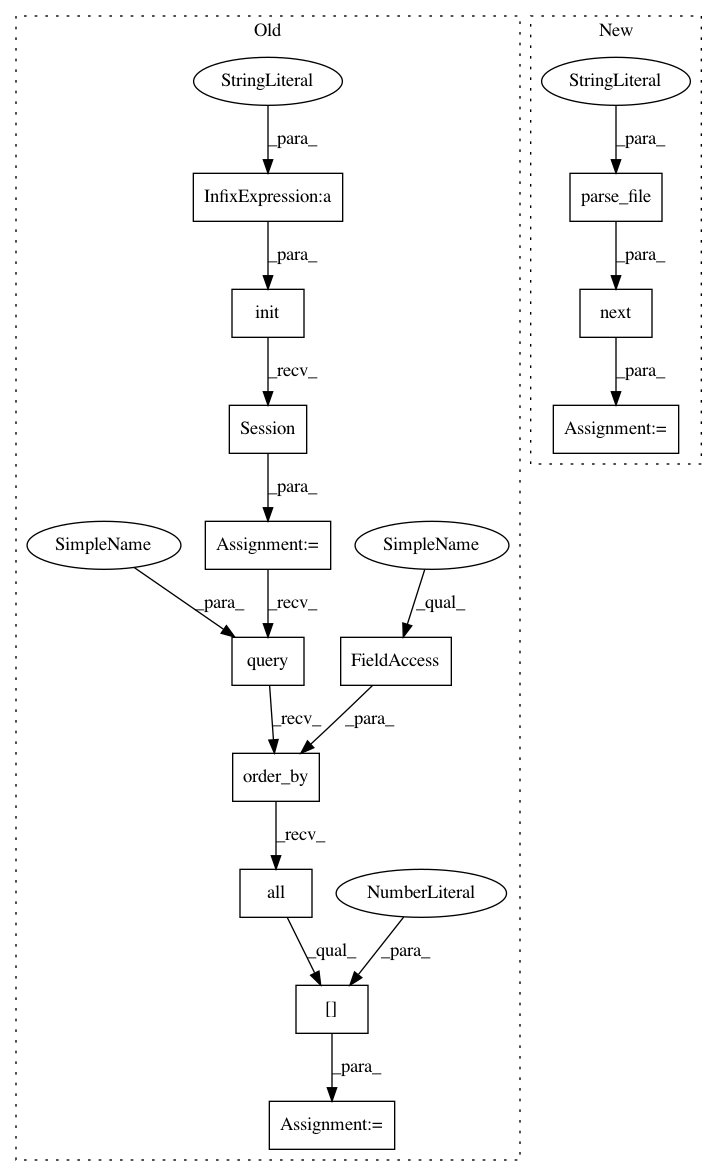 Old
New
StringLiteral
StringLiteral
_para_
_para_
InfixExpression:a
parse_file
_para_
_para_
init
next
_recv_
_para_
Session
Assignment:=
_para_
SimpleName
Assignment:=
SimpleName
_para_
_recv_
_qual_
query
FieldAccess
_recv_
_para_
order_by
_recv_
all
NumberLiteral
_qual_
_para_
[]
_para_
Assignment:=